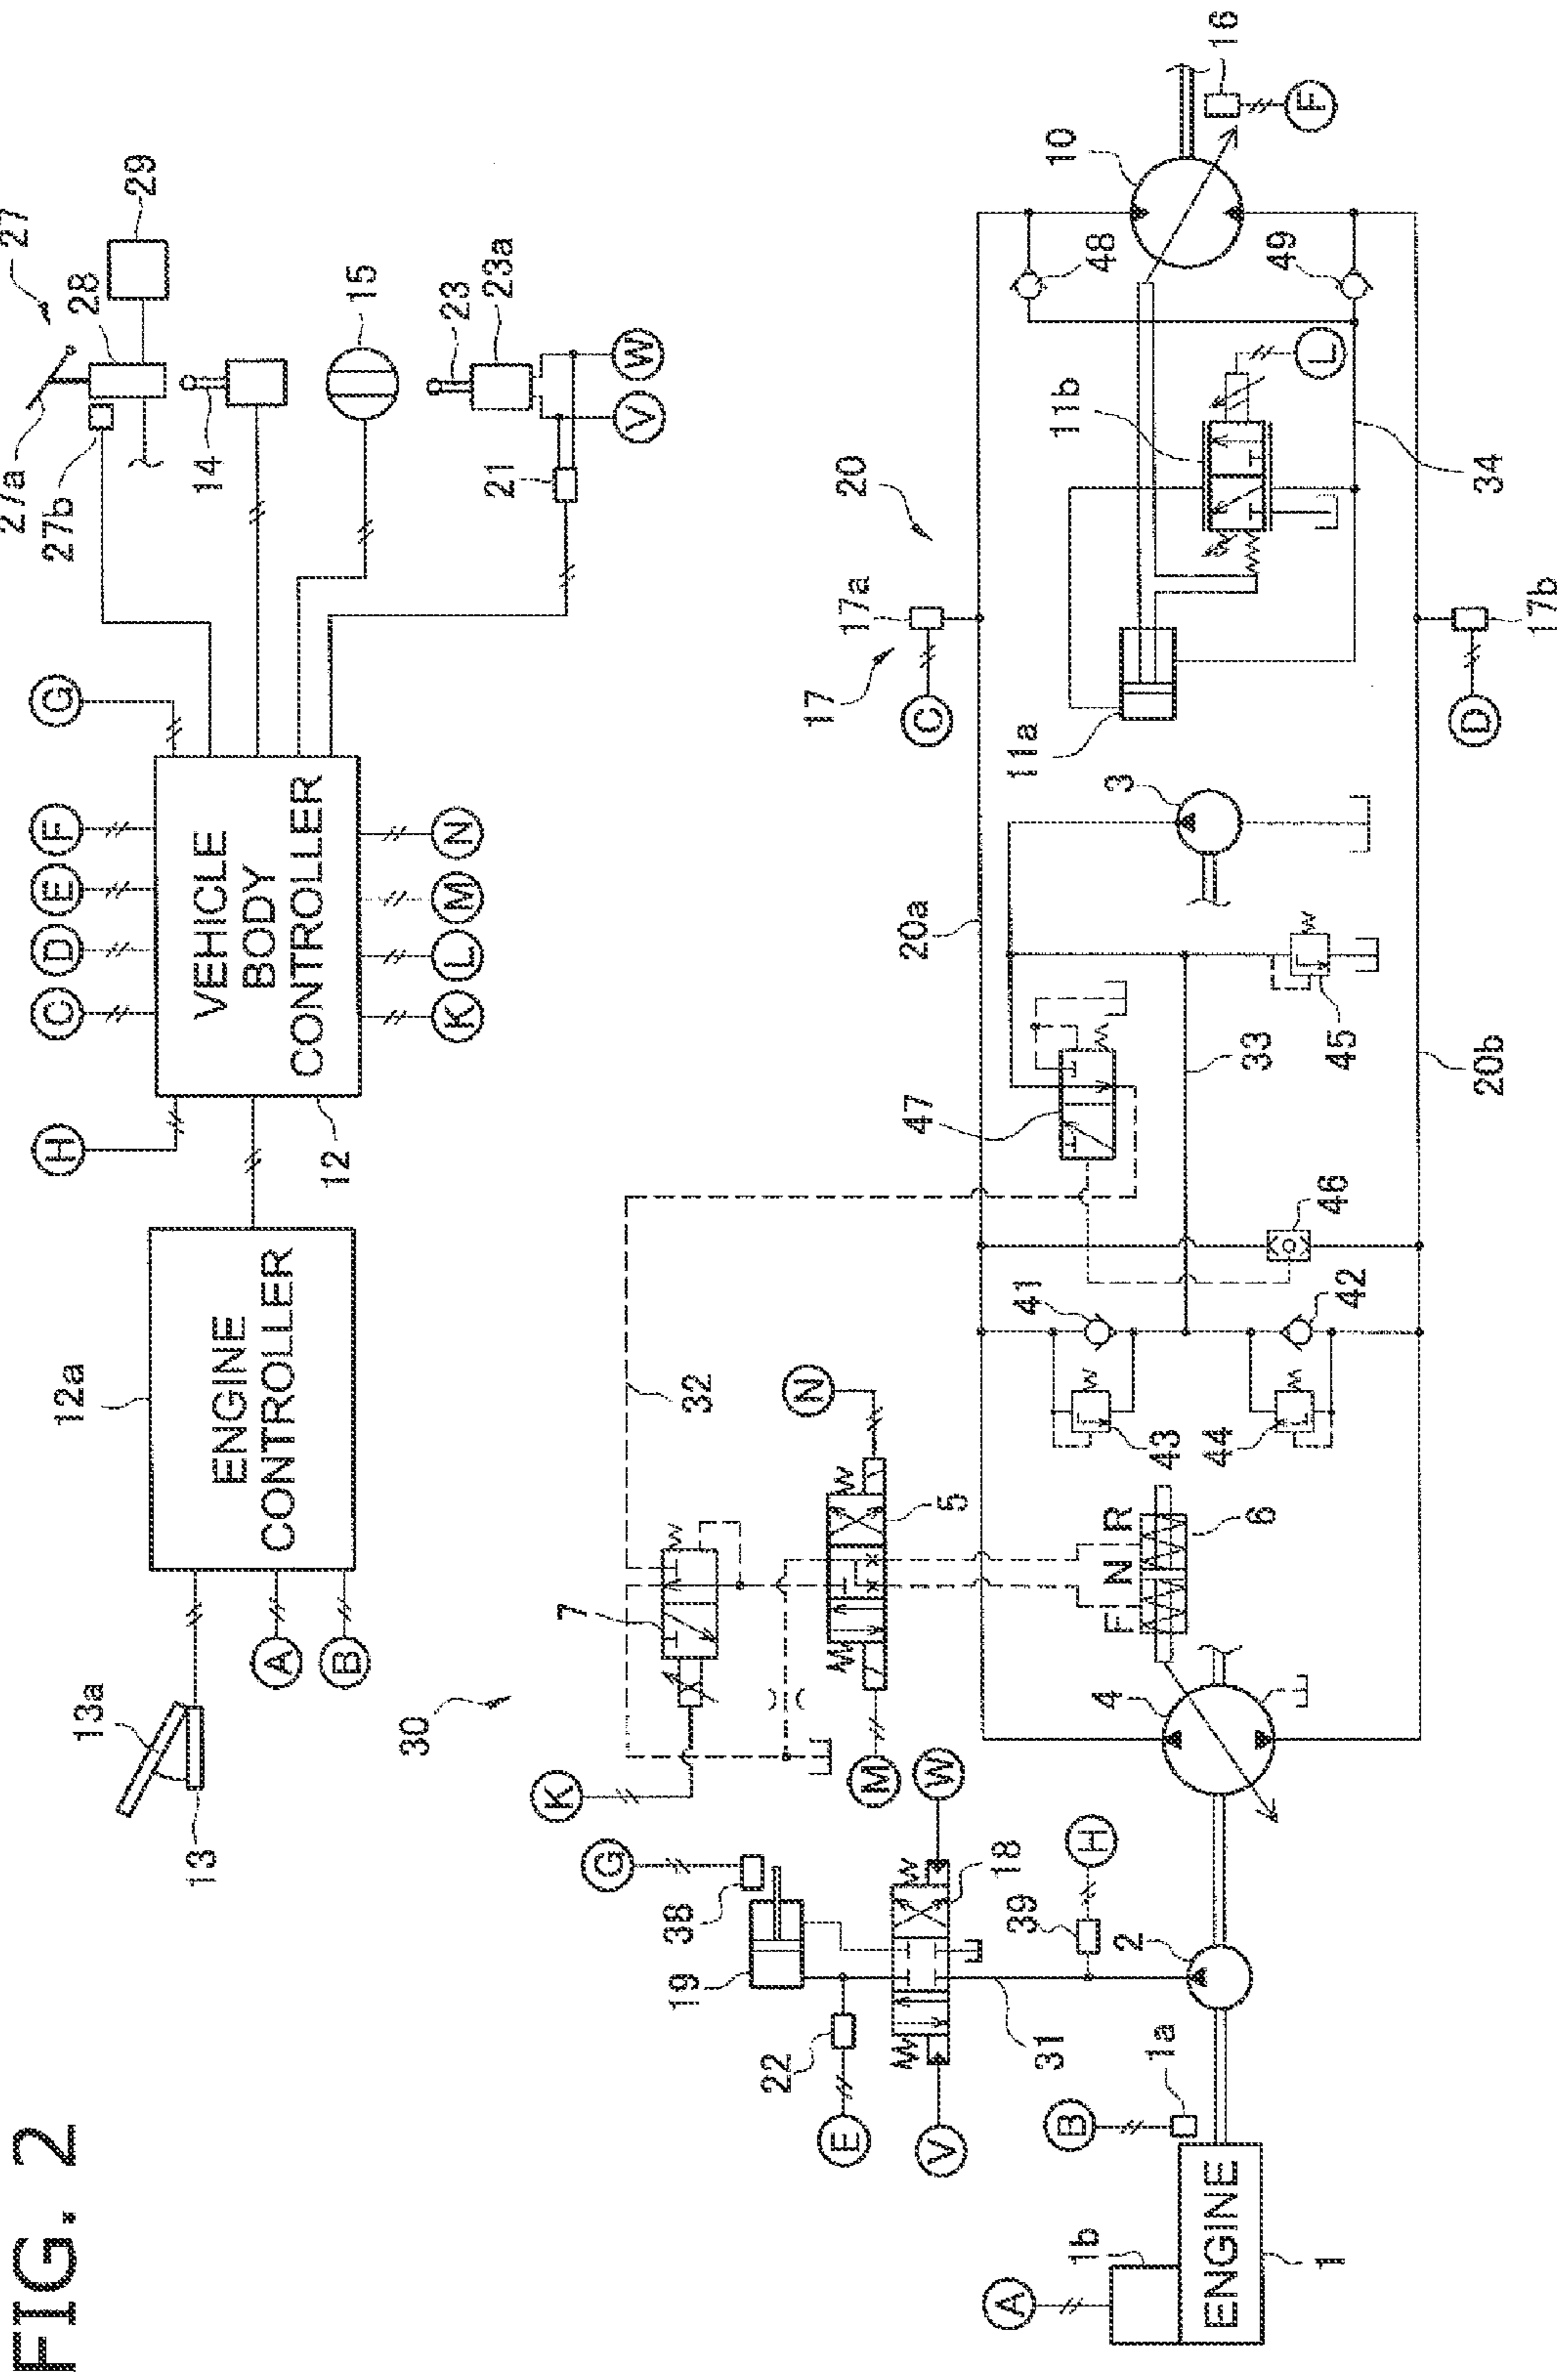 FIG. 2
13a
13
12a
ENGINE
CONTROLLER
A
B
H
12
VEHICLE
BODY
CONTROLLER
C
D
E
F
G
K
L
M
N
27
27a
27b
28
29
14
15
23
23a
21
V
W
30
K
7
32
N
5
M
G
38
19
22
E
V
W
18
31
39
H
2
B
1a
A
1b
ENGINE
1
4
F N R
6
43
44
41
42
46
47
33
45
20a
20b
3
17
17a
C
20
11a
11b
L
34
17b
D
10
48
49
16
F